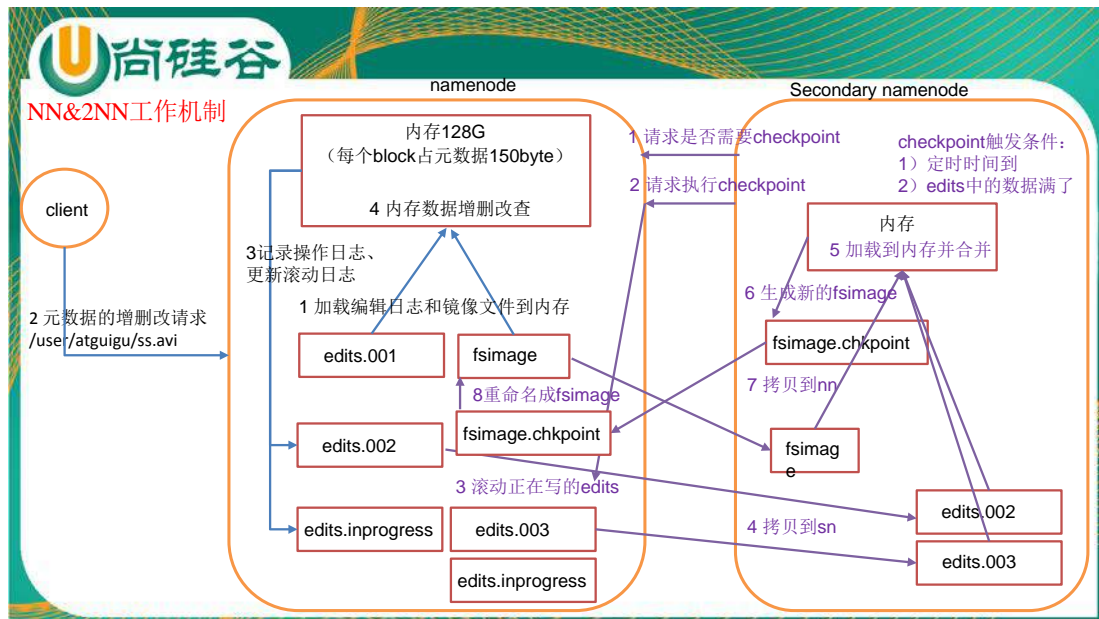 尚硅谷
NN&2NN工作机制
namenode
Secondary namenode
内存128G
（每个block占元数据150byte）
4 内存数据增删改查
1 请求是否需要checkpoint
2 请求执行checkpoint
checkpoint触发条件：
1）定时时间到
2）edits中的数据满了
client
内存
5 加载到内存并合并
3记录操作日志、
更新滚动日志
1 加载编辑日志和镜像文件到内存
6 生成新的fsimage
2 元数据的增删改请求
/user/atguigu/ss.avi
edits.001
fsimage
fsimage.chkpoint
8重命名成fsimage
7 拷贝到nn
edits.002
fsimage.chkpoint
fsimag
e
3 滚动正在写的edits
edits.002
edits.inprogress
edits.003
4 拷贝到sn
edits.003
edits.inprogress